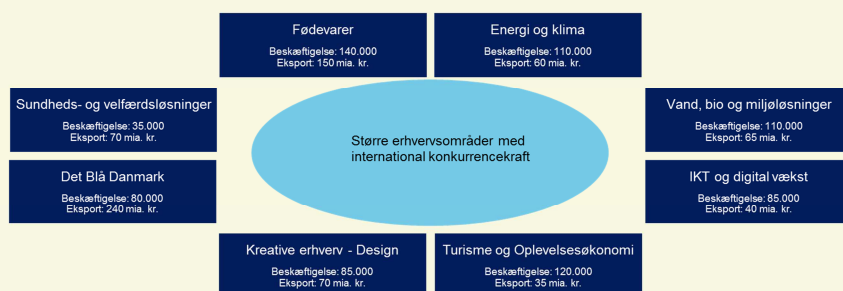 Fødevarer
Beskæftigelse: 140.000
Eksport: 150 mia. kr.
Energi og klima
Beskæftigelse: 110.000
Eksport: 60 mia. kr.
Sundheds- og velfærdsløsninger
Beskæftigelse: 35.000
Eksport: 70 mia. kr.
Vand, bio og miljøløsninger
Beskæftigelse: 110.000
Eksport: 65 mia. kr.
Større erhvervsområder med
international konkurrencekraft
Det Blå Danmark
Beskæftigelse: 80.000
Eksport: 240 mia. kr.
IKT og digital vækst
Beskæftigelse: 85.000
Eksport: 40 mia. kr.
Kreative erhverv - Design
Beskæftigelse: 85.000
Eksport: 70 mia. kr.
Turisme og Oplevelsesøkonomi
Beskæftigelse: 120.000
Eksport: 35 mia. kr.